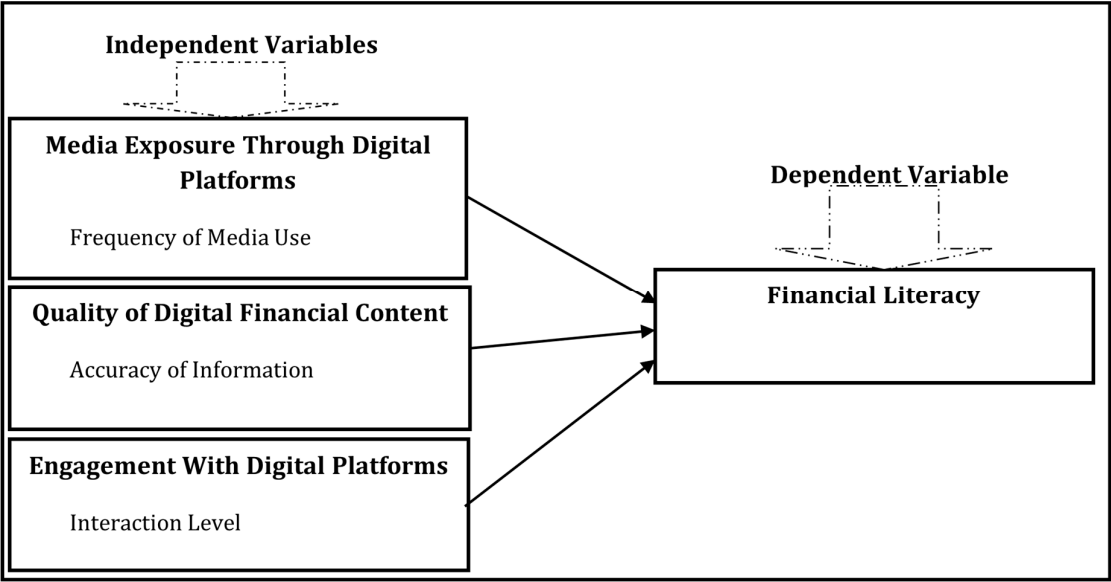 Independent Variables
Media Exposure Through Digital
Platforms
Frequency of Media Use
Quality of Digital Financial Content
Accuracy of Information
Engagement With Digital Platforms
Interaction Level
Dependent Variable
Financial Literacy